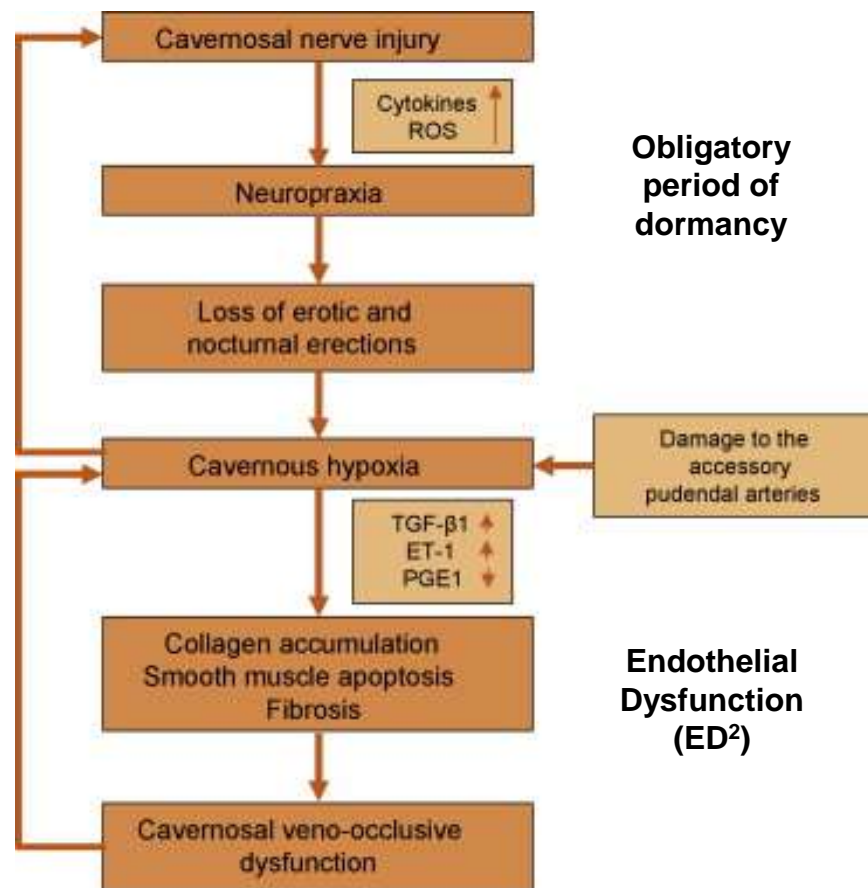 Cavernosal nerve injury
Cytokines
ROS
Obligatory
period of
dormancy
Neuropraxia
Loss of erotic and
nocturnal erections
Cavernous hypoxia
Damage to the
accessory
pudendal arteries
TGF-β1
ET-1
PGE1
Collagen accumulation
Smooth muscle apoptosis
Fibrosis
Endothelial
Dysfunction
(ED²)
Cavernosal veno-occlusive
dysfunction